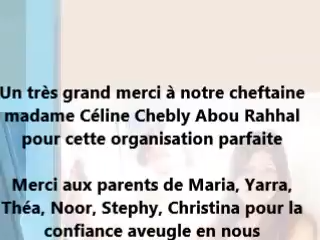 Un très grand merci à notre cheftaine
madame Céline Chebly Abou Rahhal
pour cette organisation parfaite
Merci aux parents de Maria, Yarra,
Théa, Noor, Stephy, Christina pour la
confiance aveugle en nous